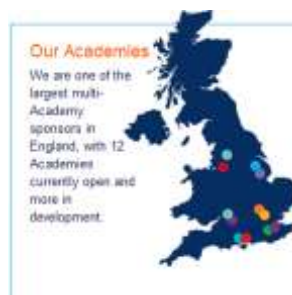 Our Academies
We are one of the
largest multi-
Academy
sponsors in
England, with 12
Academies
currently open and
more in
development.